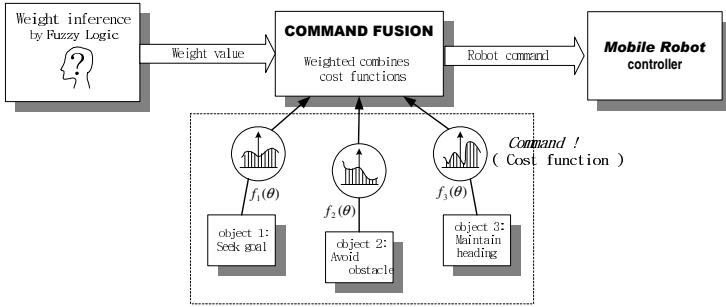 Weight inference
by Fuzzy Logic
?
Weight value
COMMAND FUSION
Weighted combines
cost functions
Robot command
Mobile Robot
controller
Command !
( Cost function )
f₁(θ)
f₂(θ)
f₃(θ)
object 1:
Seek goal
object 2:
Avoid
obstacle
object 3:
Maintain
heading